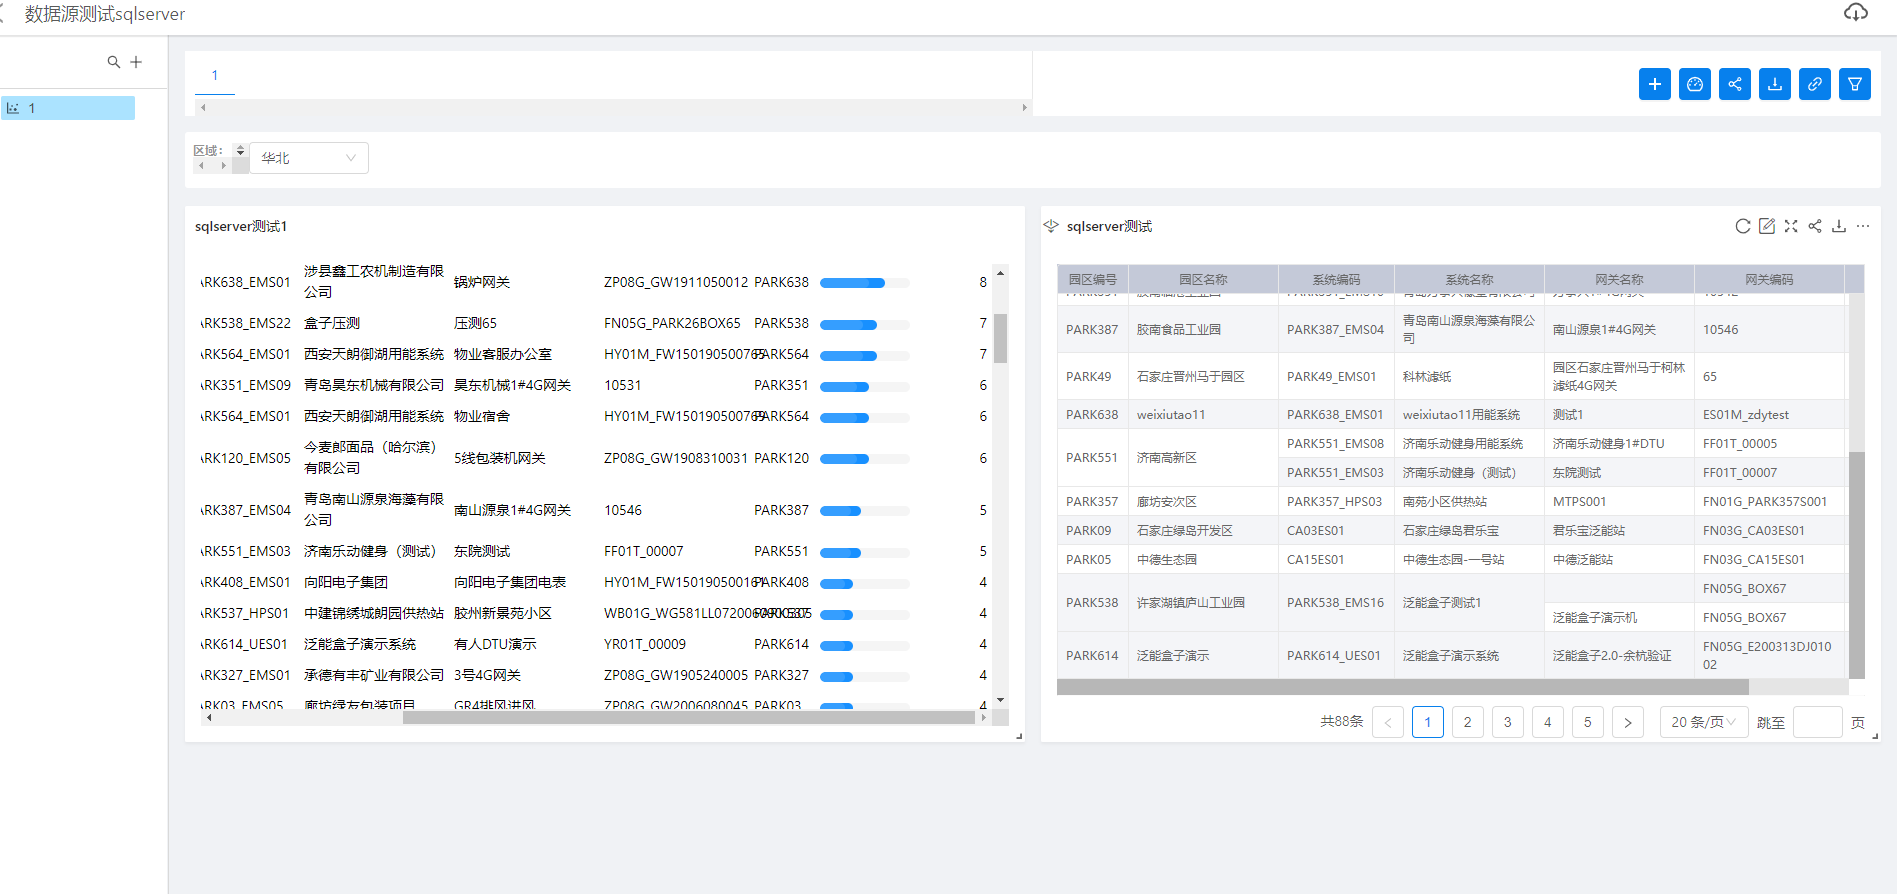 数据源测试sqlserver
1
1
区域：
华北
sqlserver测试1
ARK638_EMS01 涉县鑫工农机制造有限公司 锅炉网关 ZP08G_GW1911050012 PARK638 8
ARK538_EMS22 盒子压测 压测65 FN05G_PARK26BOX65 PARK538 7
ARK564_EMS01 西安天朗御湖用能系统 物业客服办公室 HY01M_FW150190500765 PARK564 7
ARK351_EMS09 青岛昊东机械有限公司 昊东机械1#4G网关 10531 PARK351 6
ARK564_EMS01 西安天朗御湖用能系统 物业宿舍 HY01M_FW150190500769 PARK564 6
ARK120_EMS05 今麦郎面品（哈尔滨）有限公司 5线包装机网关 ZP08G_GW1908310031 PARK120 6
ARK387_EMS04 青岛南山源泉海藻有限公司 南山源泉1#4G网关 10546 PARK387 5
ARK551_EMS03 济南乐动健身（测试） 东院测试 FF01T_00007 PARK551 5
ARK408_EMS01 向阳电子集团 向阳电子集团电表 HY01M_FW150190500161 PARK408 4
ARK537_HPS01 中建锦绣城朗园供热站 胶州新景苑小区 PARK537 4
ARK614_UES01 泛能盒子演示系统 有人DTU演示 YR01T_00009 PARK614 4
ARK327_EMS01 承德有丰矿业有限公司 3号4G网关 ZP08G_GW1905240005 PARK327 4
ARK03_EMS05 廊坊绿友包装项目 GR4排风进风 ZP08G_GW2006080045 PARK03 4
sqlserver测试
园区编号 园区名称 系统编码 系统名称 网关名称 网关编码
PARK387 胶南食品工业园 PARK387_EMS04 青岛南山源泉海藻有限公司 南山源泉1#4G网关 10546
PARK49 石家庄晋州马于园区 PARK49_EMS01 科林滤纸 园区石家庄晋州马于柯林滤纸4G网关 65
PARK638 weixiutao11 PARK638_EMS01 weixiutao11用能系统 测试1 ES01M_zdytest
PARK551 济南高新区 PARK551_EMS08 济南乐动健身用能系统 济南乐动健身1#DTU FF01T_00005
PARK551_EMS03 济南乐动健身（测试） 东院测试 FF01T_00007
PARK357 廊坊安次区 PARK357_HPS03 南苑小区供热站 MTPS001 FN01G_PARK357S001
PARK09 石家庄绿岛开发区 CA03ES01 石家庄绿岛君乐宝 君乐宝泛能站 FN03G_CA03ES01
PARK05 中德生态园 CA15ES01 中德生态园-一号站 中德泛能站 FN03G_CA15ES01
PARK538 许家湖镇庐山工业园 PARK538_EMS16 泛能盒子测试1 FN05G_BOX67
泛能盒子演示机 FN05G_BOX67
PARK614 泛能盒子演示 PARK614_UES01 泛能盒子演示系统 泛能盒子2.0-余杭验证 FN05G_E200313DJ01002
共88条 < 1 2 3 4 5 > 20 条/页 跳至 页